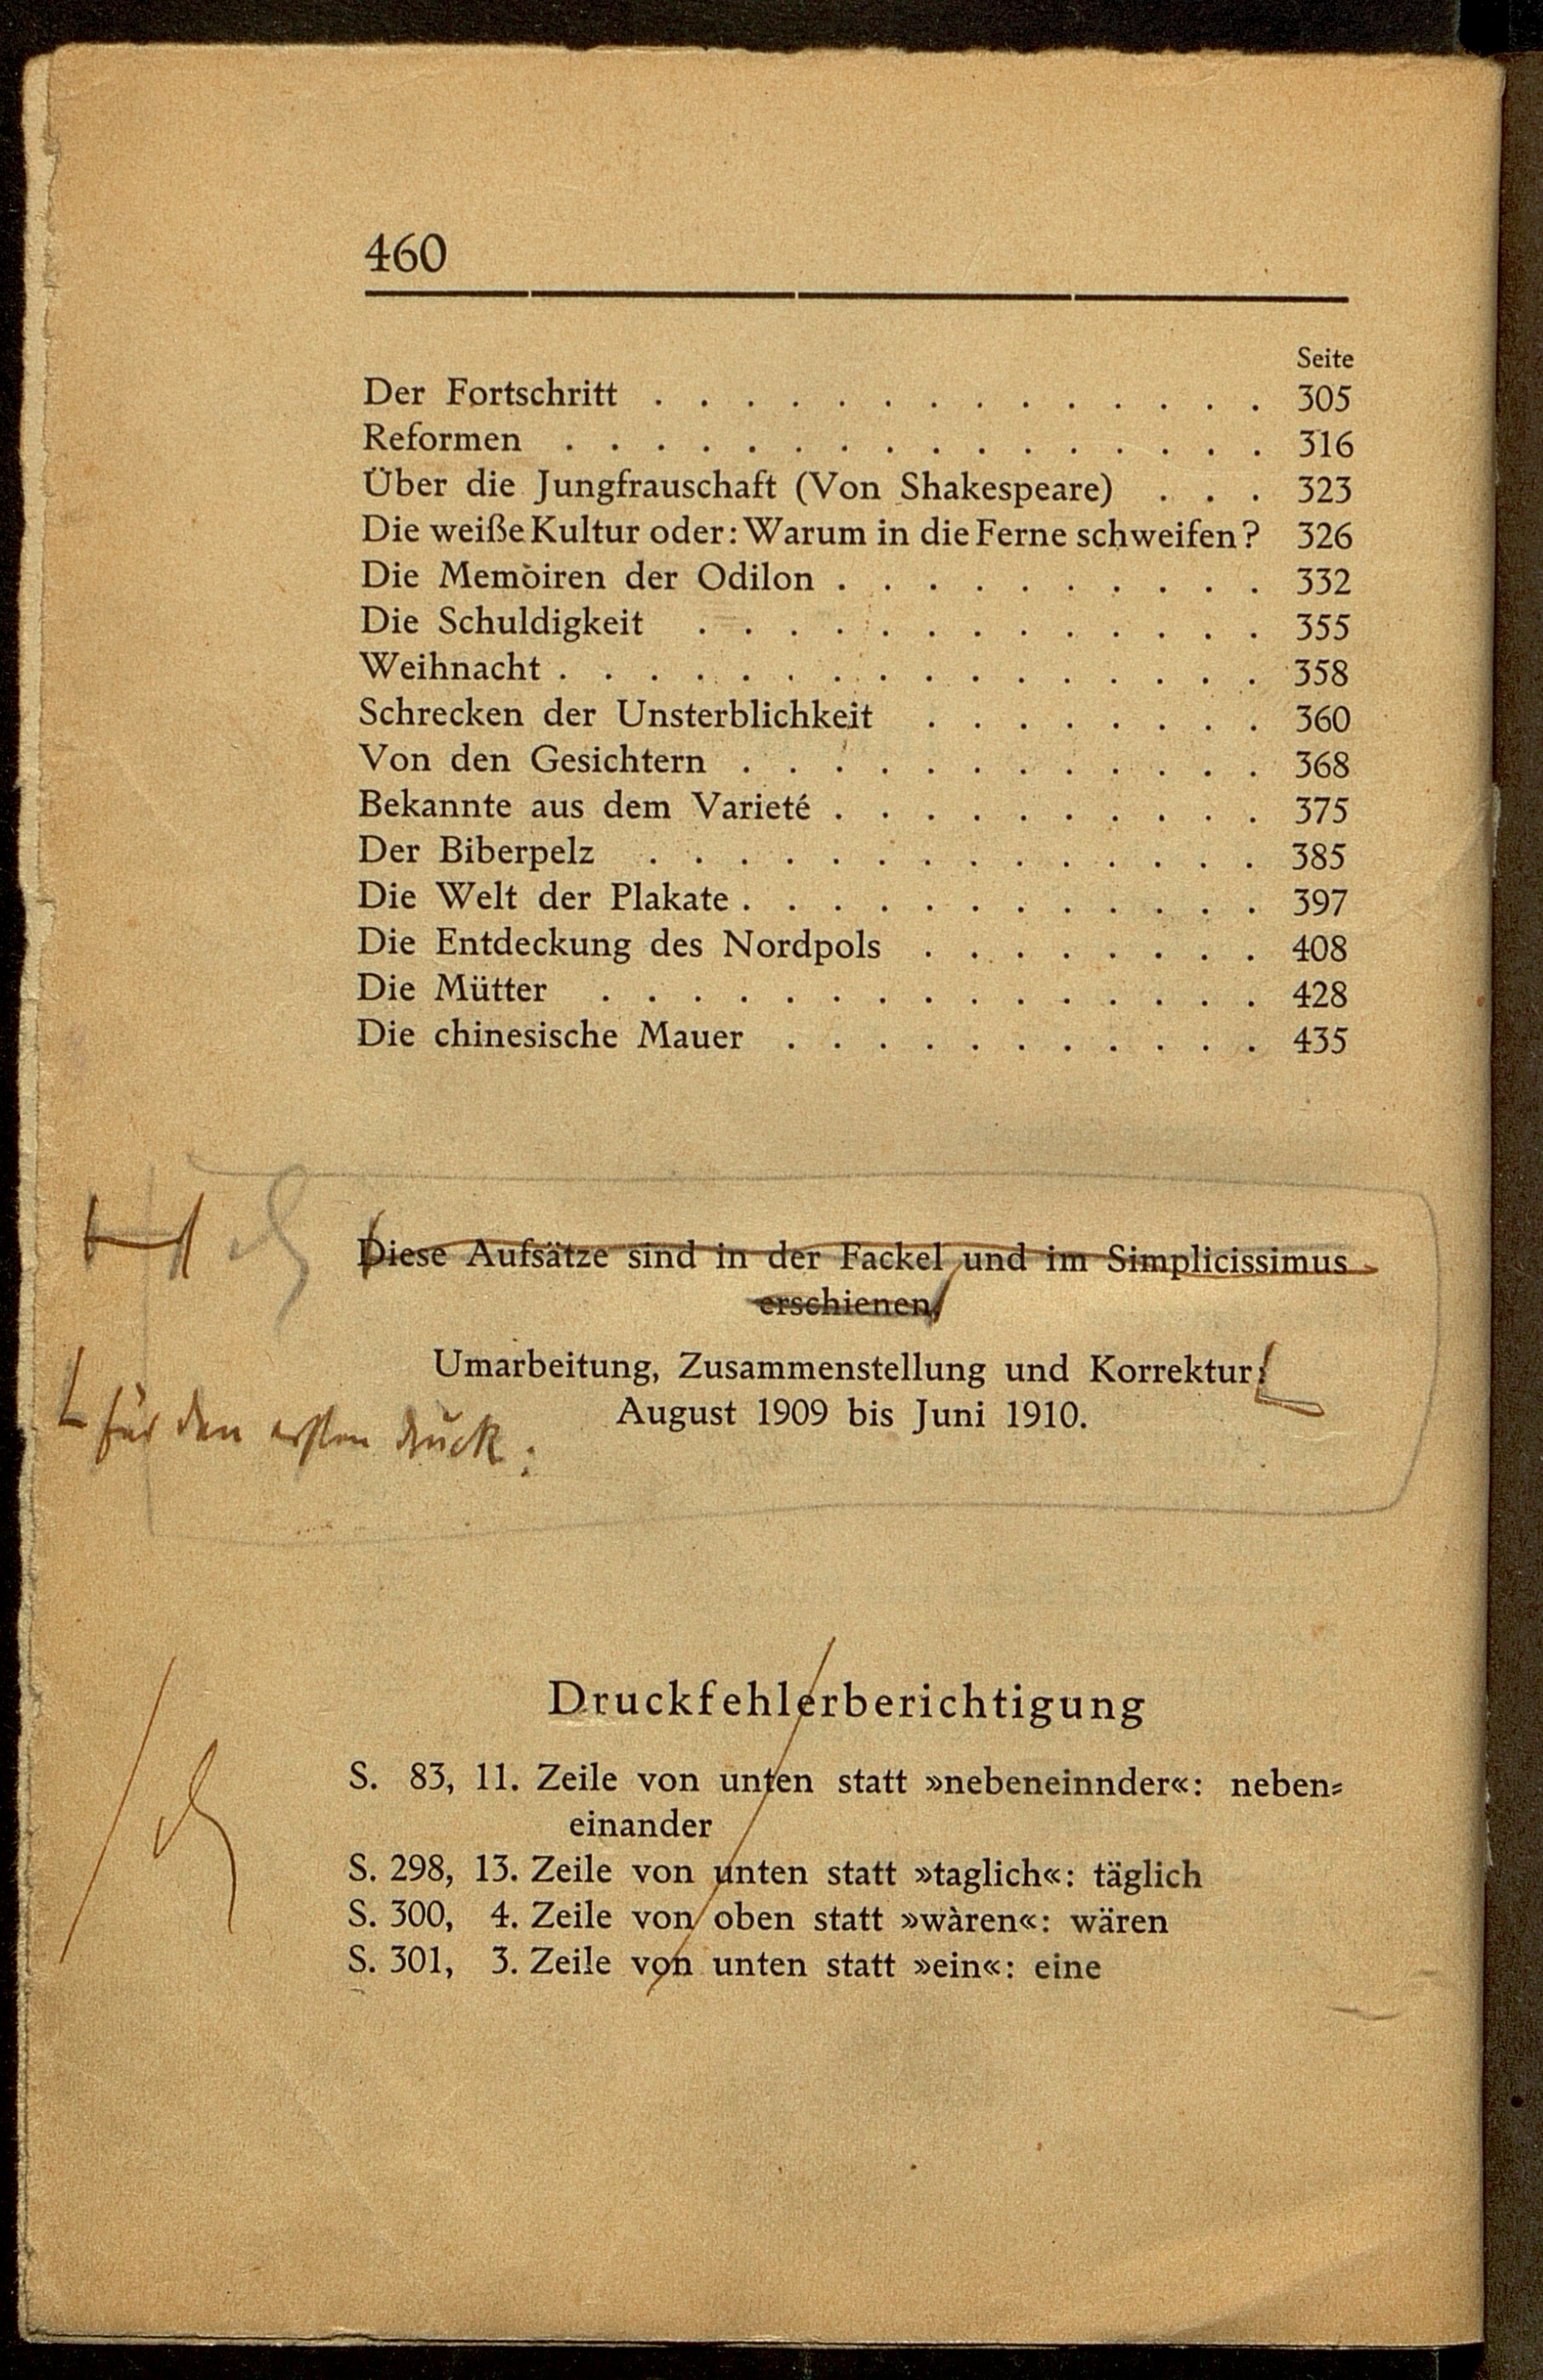 460
Seite
Der Fortschritt . . . . . . . . . . . . . . 305
Reformen . . . . . . . . . . . . . . . . 316
Über die Jungfrauschaft (Von Shakespeare) . . . 323
Die weiße Kultur oder: Warum in die Ferne schweifen? 326
Die Memoiren der Odilon . . . . . . . . . . 332
Die Schuldigkeit . . . . . . . . . . . . . 355
Weihnacht . . . . . . . . . . . . . . . . 358
Schrecken der Unsterblichkeit . . . . . . . . 360
Von den Gesichtern . . . . . . . . . . . . 368
Bekannte aus dem Varieté . . . . . . . . . . 375
Der Biberpelz . . . . . . . . . . . . . . 385
Die Welt der Plakate . . . . . . . . . . . . 397
Die Entdeckung des Nordpols . . . . . . . . 408
Die Mütter . . . . . . . . . . . . . . . 428
Die chinesische Mauer . . . . . . . . . . . 435
Diese Aufsätze sind in der Fackel und im Simplicissimus
erschienen
Umarbeitung, Zusammenstellung und Korrektur:
für den ersten Druck:
August 1909 bis Juni 1910.
Druckfehlerberichtigung
S. 83, 11. Zeile von unten statt »nebeneinnder«: neben-
einander
S. 298, 13. Zeile von unten statt »taglich«: täglich
S. 300, 4. Zeile von oben statt »wàren«: wären
S. 301, 3. Zeile von unten statt »ein«: eine